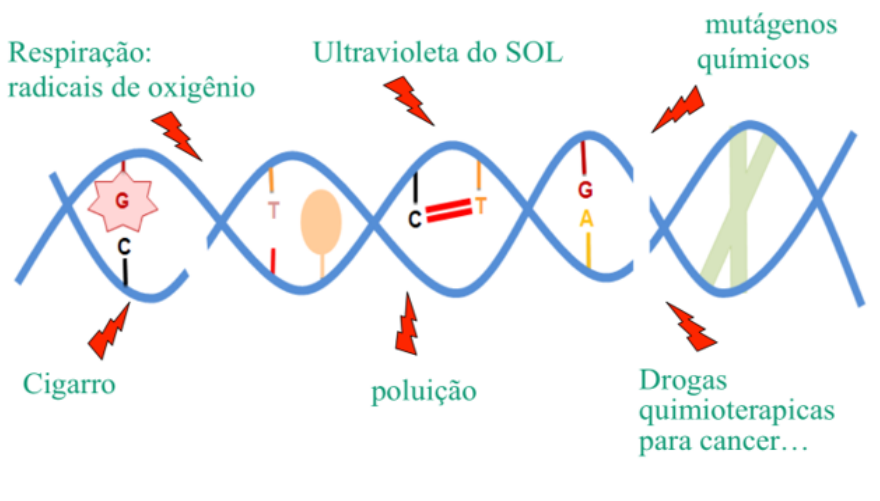 mutágenos
químicos
Respiração:
radicais de oxigênio
Ultravioleta do SOL
G
C
T
C
T
G
A
Cigarro
poluição
Drogas
quimioterapicas
para cancer...